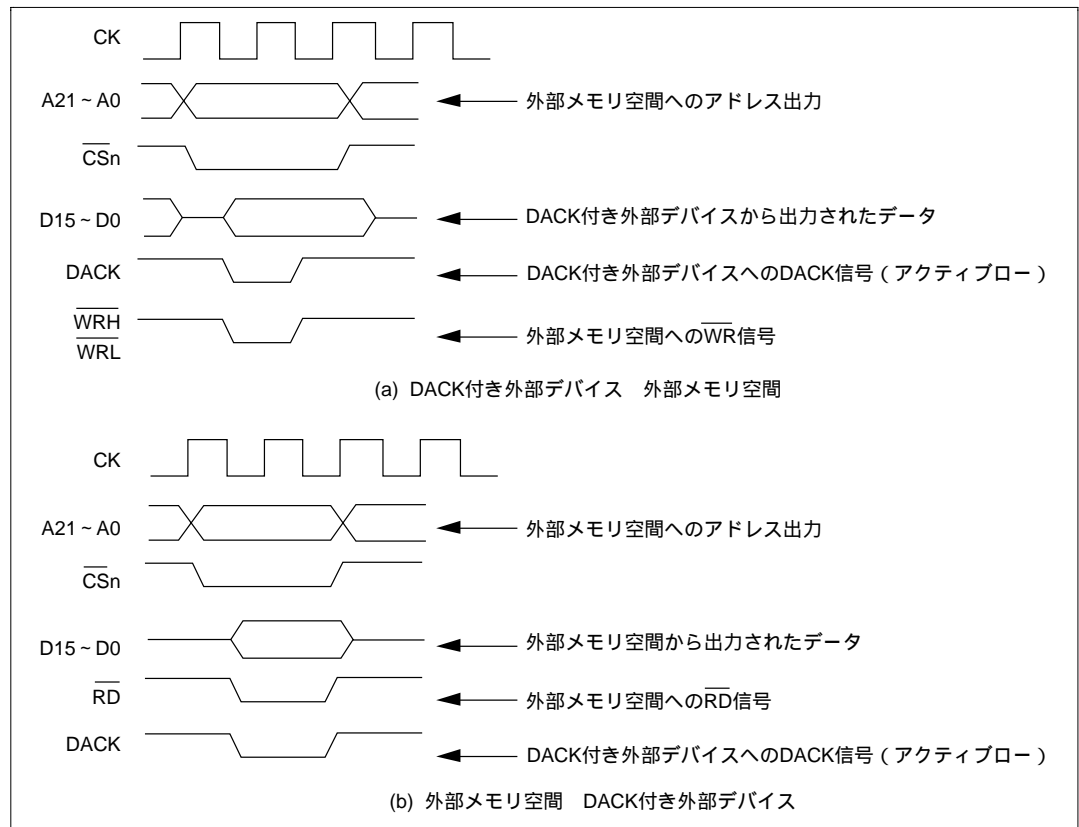 CK
A21 ~ A0 外部メモリ空間へのアドレス出力
CSn
D15 ~ D0 DACK付き外部デバイスから出力されたデータ
DACK DACK付き外部デバイスへのDACK信号(アクティブロー)
WRH
WRL 外部メモリ空間へのWR信号
(a) DACK付き外部デバイス 外部メモリ空間
CK
A21 ~ A0 外部メモリ空間へのアドレス出力
CSn
D15 ~ D0 外部メモリ空間から出力されたデータ
RD 外部メモリ空間へのRD信号
DACK DACK付き外部デバイスへのDACK信号(アクティブロー)
(b) 外部メモリ空間 DACK付き外部デバイス